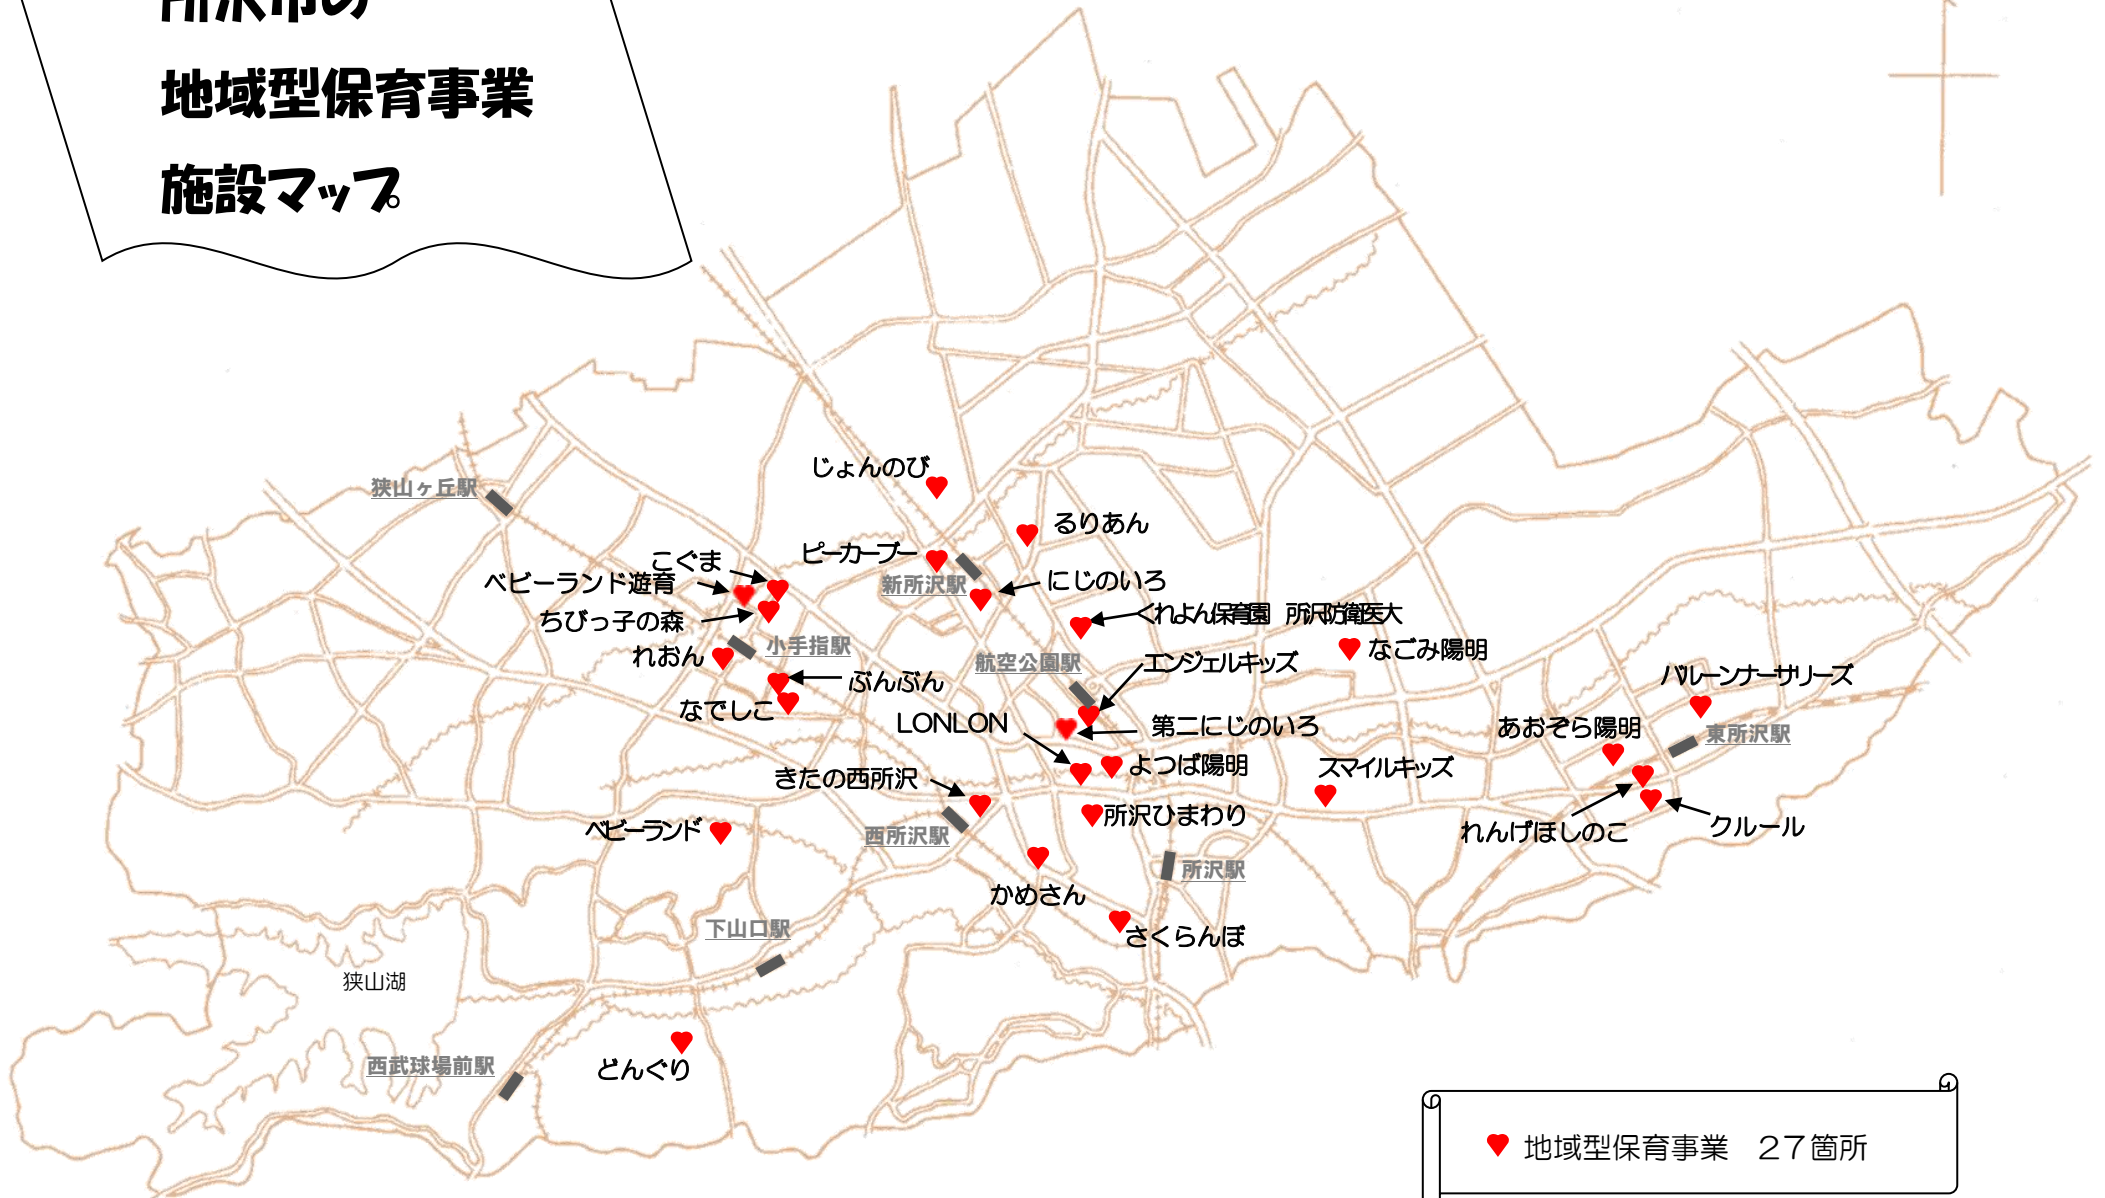 所沢市の
地域型保育事業
施設マップ
じょんのび
狭山ヶ丘駅
るりあん
ピーカーブー
こぐま
ベビーランド遊育
新所沢駅
にじのいろ
ちびっ子の森
くれよん保育園 所沢防衛医大
小手指駅
なごみ陽明
れおん
航空公園駅
エンジェルキッズ
バルーンナーサリーズ
ぶんぶん
なでしこ
LONLON
第二にじのいろ
あおぞら陽明
東所沢駅
よつば陽明
スマイルキッズ
きたの西所沢
所沢ひまわり
ベビーランド
西所沢駅
れんげほしのこ
クルール
所沢駅
かめさん
下山口駅
さくらんぼ
狭山湖
西武球場前駅
どんぐり
地域型保育事業 27箇所